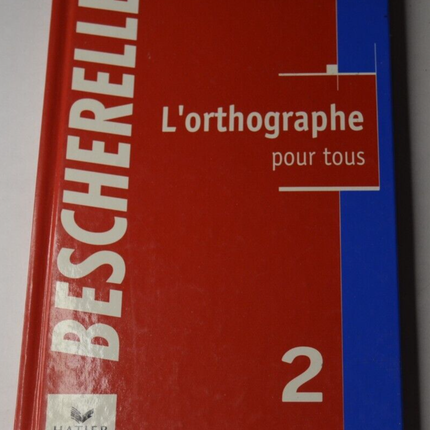 BESCHERELLE
L'orthographe
pour tous
2
HATIER